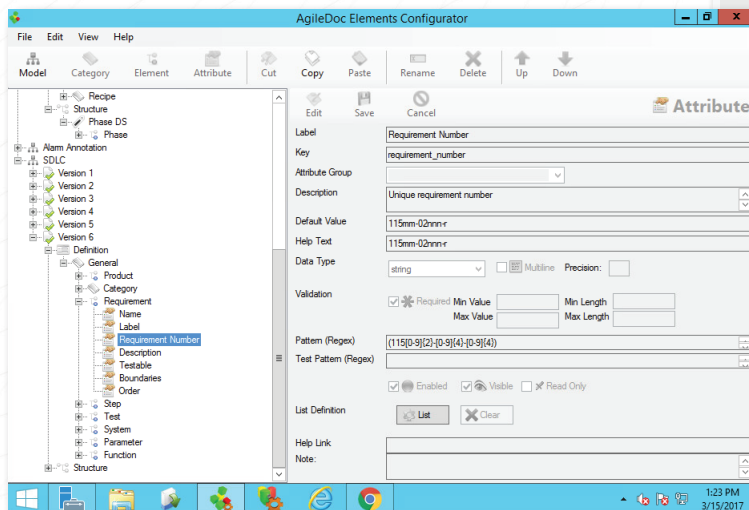 AgileDoc Elements Configurator
File Edit View Help
Model Category Element Attribute Cut Copy Paste Rename Delete Up Down
Recipe
Structure
Phase DS
Phase
Alarm Annotation
SDLC
Version 1
Version 2
Version 3
Version 4
Version 5
Version 6
Definition
General
Product
Category
Requirement
Name
Label
Requirement Number
Description
Testable
Boundaries
Order
Step
Test
System
Parameter
Function
Structure
Edit Save Cancel
Attribute
Label Requirement Number
Key requirement_number
Attribute Group
Description Unique requirement number
Default Value 115mm-02nnn-r
Help Text 115mm-02nnn-r
Data Type string Multiline Precision:
Validation Required Min Value Min Length
Max Value Max Length
Pattern (Regex) (115[0-9]{2}-[0-9]{4}-[0-9]{4})
Test Pattern (Regex)
Enabled Visible Read Only
List Definition List Clear
Help Link
Note:
1:23 PM
3/15/2017